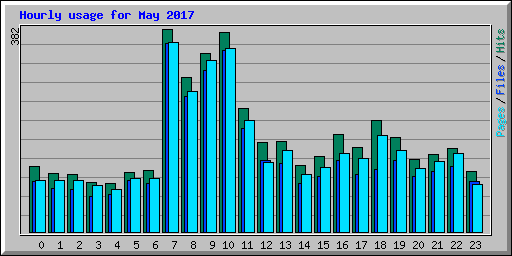 Hourly usage for May 2017
382
Pages/Files/Hits
0 1 2 3 4 5 6 7 8 9 10 11 12 13 14 15 16 17 18 19 20 21 22 23